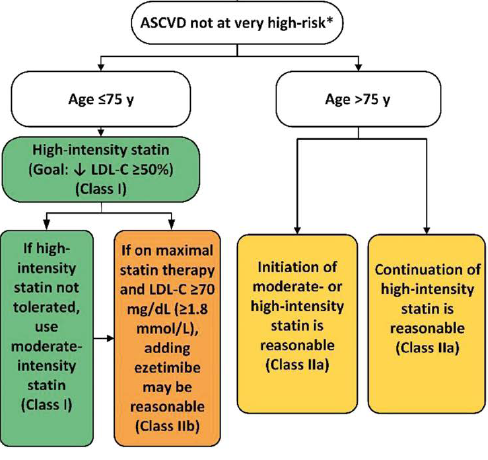 ASCVD not at very high-risk*
Age ≤75 y
Age >75 y
High-intensity statin
(Goal: ↓ LDL-C ≥50%)
(Class I)
If high-
intensity
statin not
tolerated,
use
moderate-
intensity
statin
(Class I)
If on maximal
statin therapy
and LDL-C ≥70
mg/dL (≥1.8
mmol/L),
adding
ezetimibe
may be
reasonable
(Class IIb)
Initiation of
moderate- or
high-intensity
statin is
reasonable
(Class IIa)
Continuation of
high-intensity
statin is
reasonable
(Class IIa)